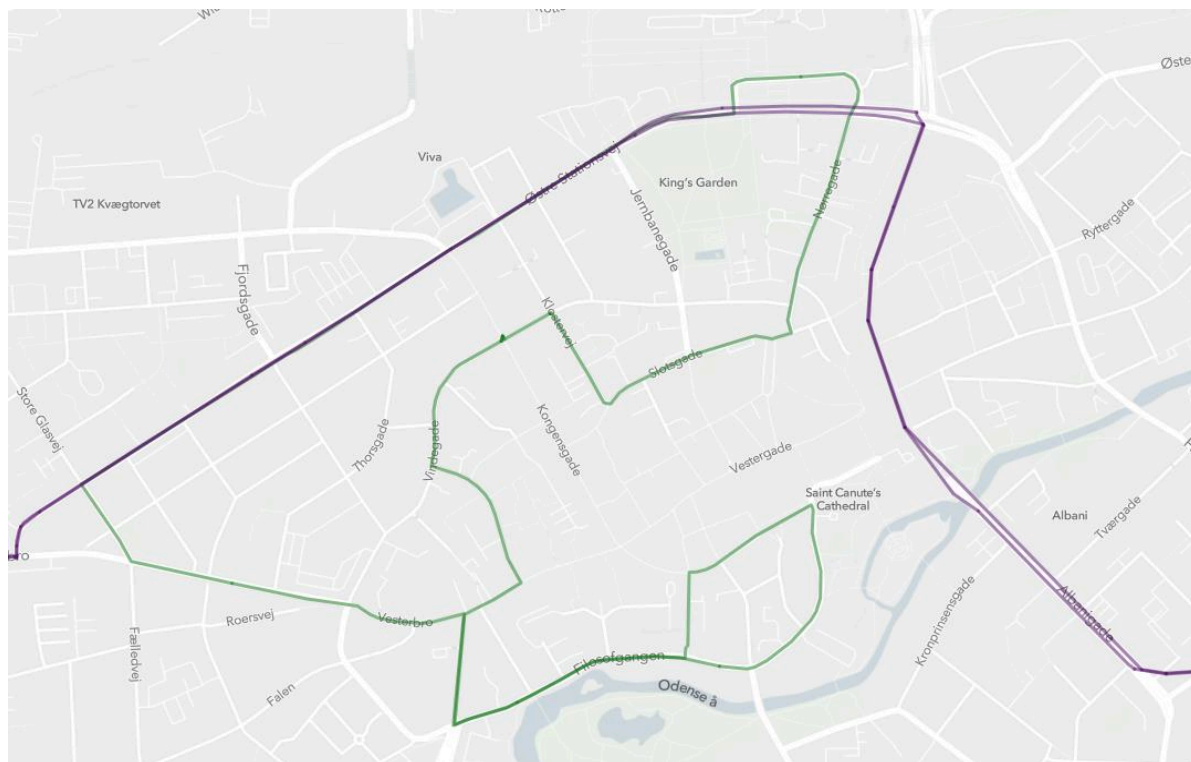 Viva
TV2 Kvægtorvet
Østre Stationsvej
King's Garden
Jernbanegade
Nørregade
Ryttergade
Fjordsgade
Klostervej
Slotsgade
Store Glasvej
Thorsgade
Vindegade
Kongensgade
Vestergade
Saint Canute's
Cathedral
Albani
Tværgade
Roersvej
Vesterbro
Fælledvej
Falen
Filosofgangen
Odense å
Kronprinsensgade
Albanigade